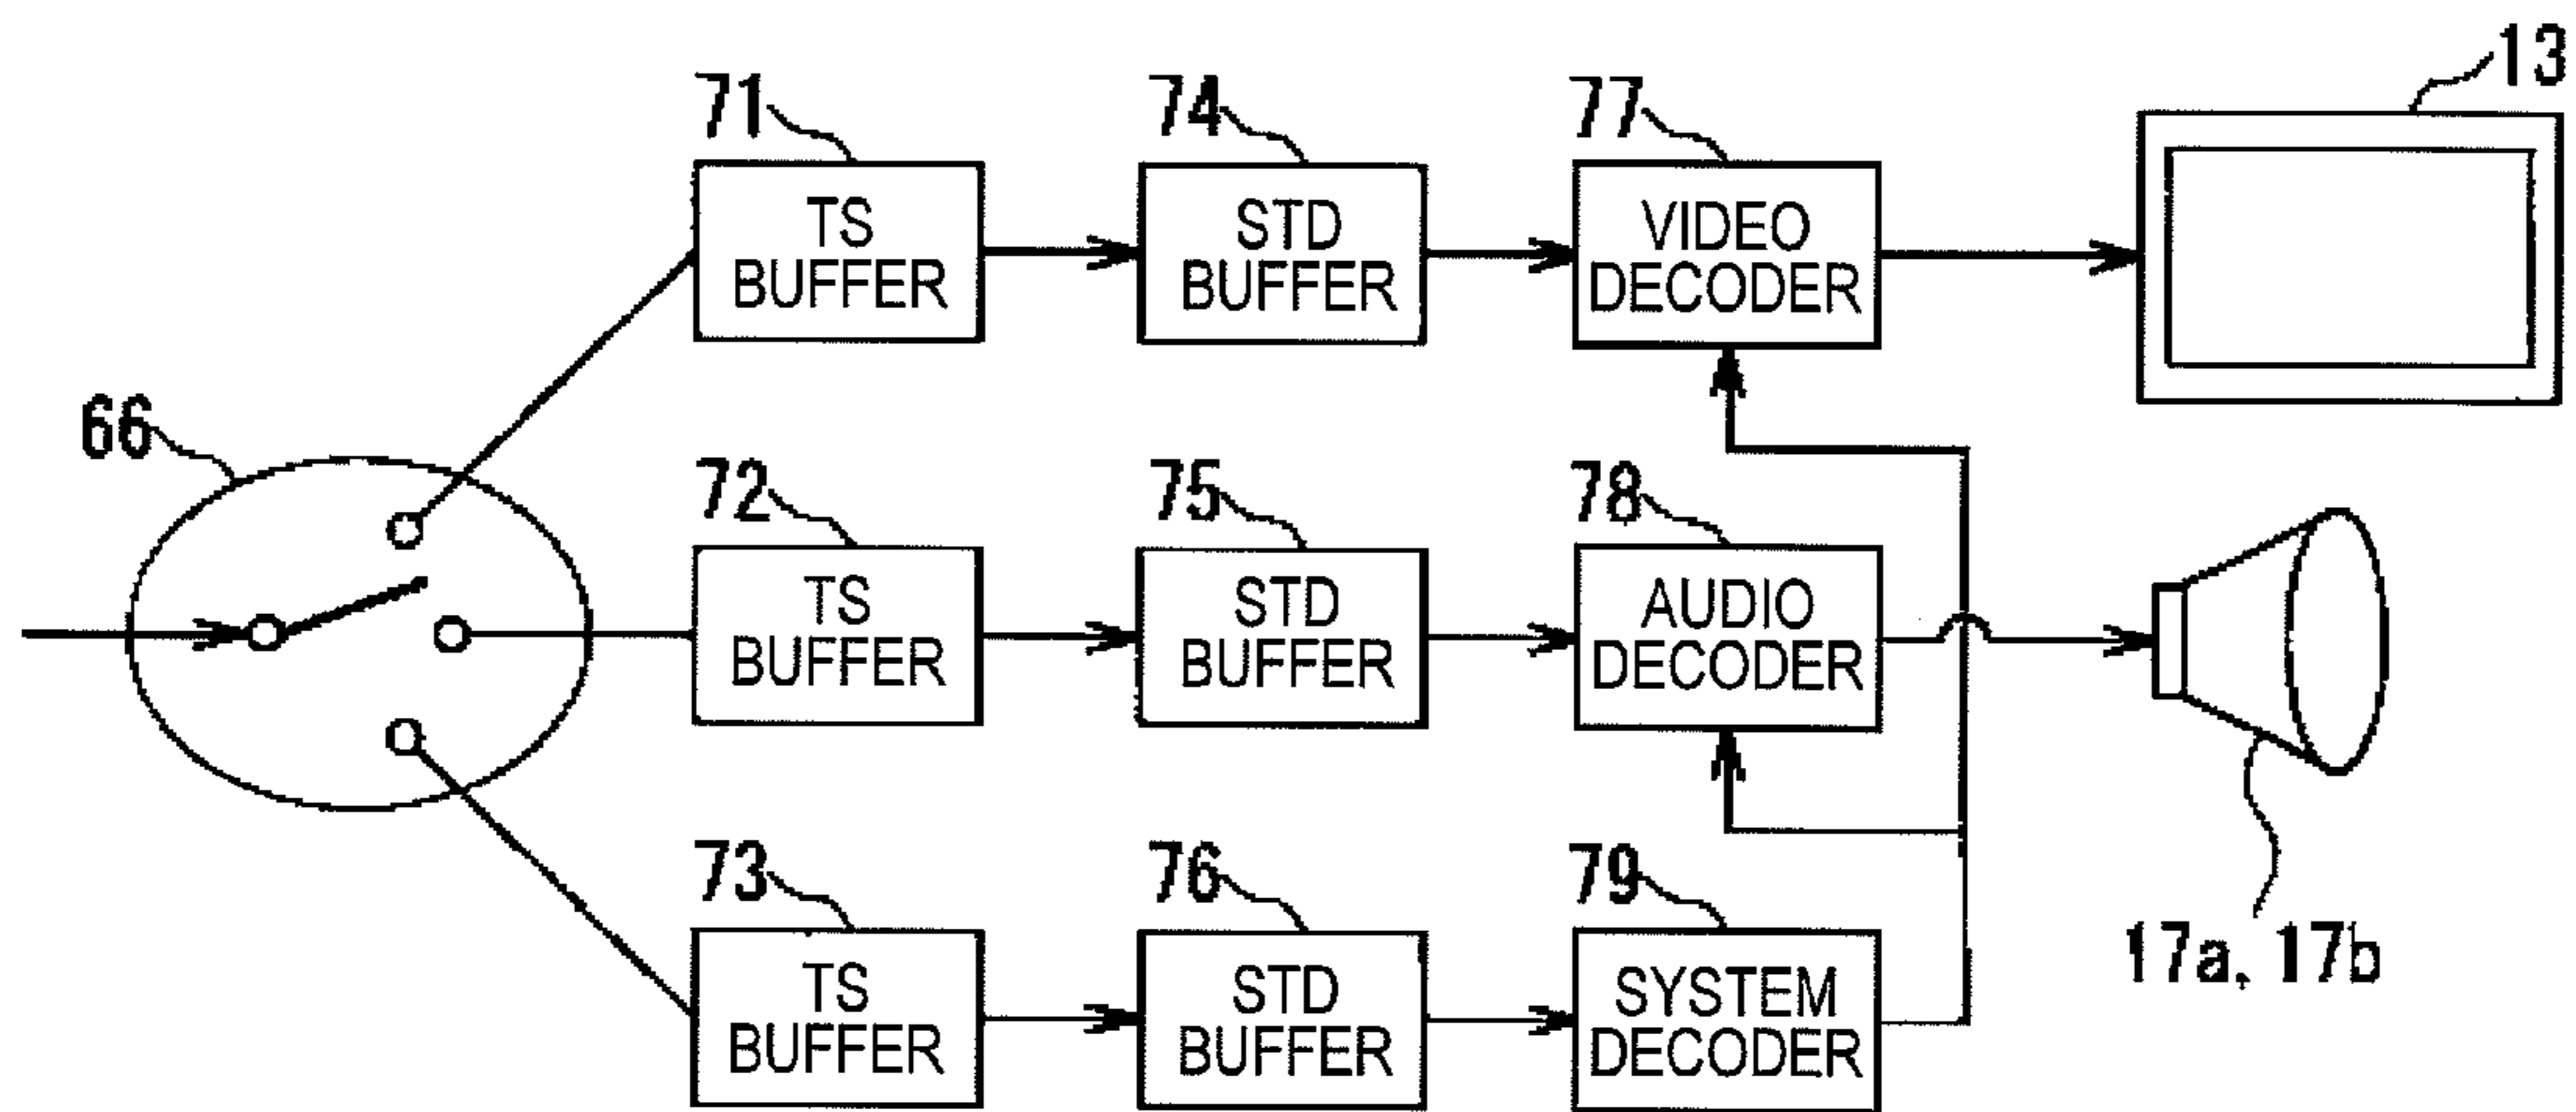 13
71
74
77
TS
BUFFER
STD
BUFFER
VIDEO
DECODER
66
72
75
78
TS
BUFFER
STD
BUFFER
AUDIO
DECODER
73
76
79
17a, 17b
TS
BUFFER
STD
BUFFER
SYSTEM
DECODER